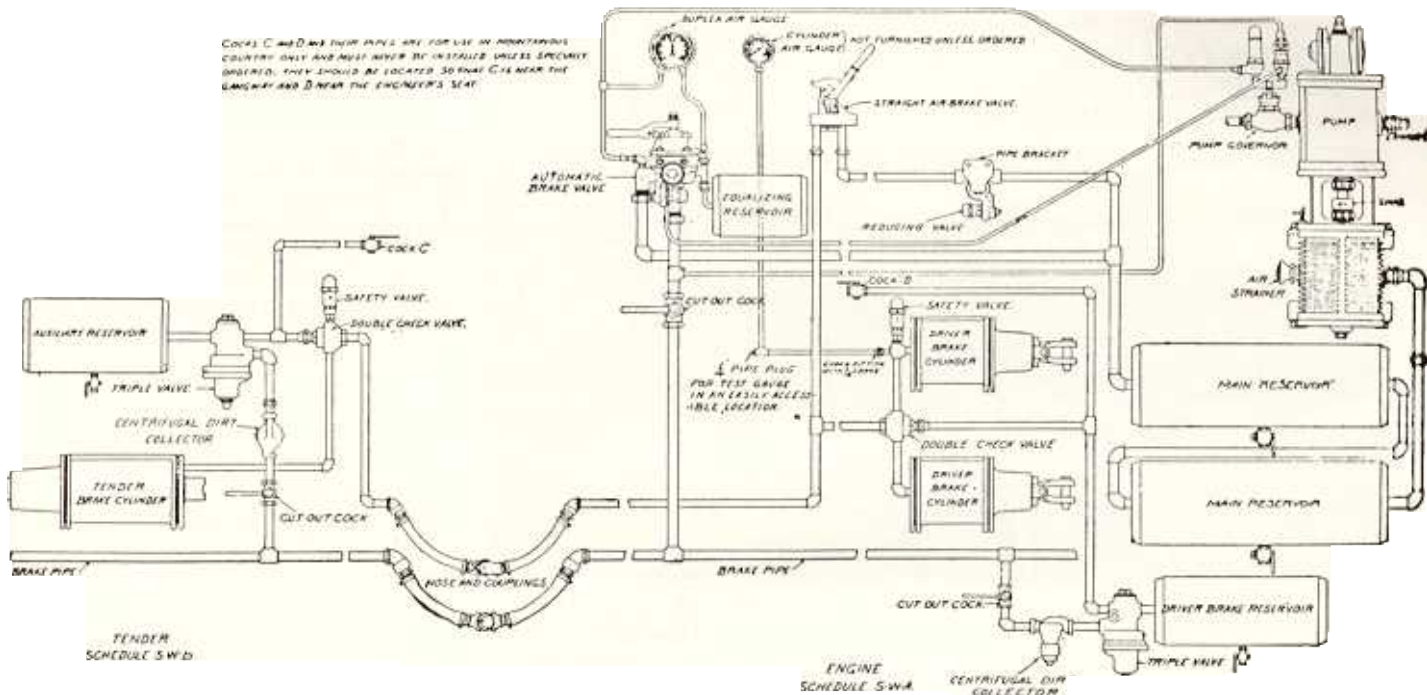 DUPLEX AIR GAUGE
COCKS C AND D AND THEIR PIPES ARE FOR USE IN MOUNTAINOUS
COUNTRY ONLY AND MUST NEVER BE INSTALLED UNLESS SPECIALLY
ORDERED. THEY SHOULD BE LOCATED SO THAT C IS NEAR THE
GANGWAY AND D NEAR THE ENGINEER'S SEAT
CYLINDER
AIR GAUGE
NOT FURNISHED UNLESS ORDERED
STRAIGHT AIR-BRAKE VALVE
PUMP
PUMP GOVERNOR
PIPE BRACKET
AUTOMATIC
BRAKE VALVE
EQUALIZING
RESERVOIR
REDUCING VALVE
COCK C
COCK D
AIR
STRAINER
SAFETY VALVE
CUT OUT COCK
SAFETY VALVE
AUXILIARY RESERVOIR
DOUBLE CHECK VALVE
DRIVER
BRAKE
CYLINDER
PIPE PLUG
FOR TEST GAUGE
IN AN EASILY ACCESS-
IBLE LOCATION
TRIPLE VALVE
MAIN RESERVOIR
CENTRIFUGAL DIRT
COLLECTOR
DOUBLE CHECK VALVE
TENDER
BRAKE CYLINDER
DRIVER
BRAKE
CYLINDER
MAIN RESERVOIR
CUT OUT COCK
BRAKE PIPE
HOSE AND COUPLINGS
BRAKE PIPE
CUT OUT COCK
DRIVER BRAKE RESERVOIR
TENDER
SCHEDULE S-W-B
ENGINE
SCHEDULE S-W-A
CENTRIFUGAL DIR
COLLECTOR
TRIPLE VALVE